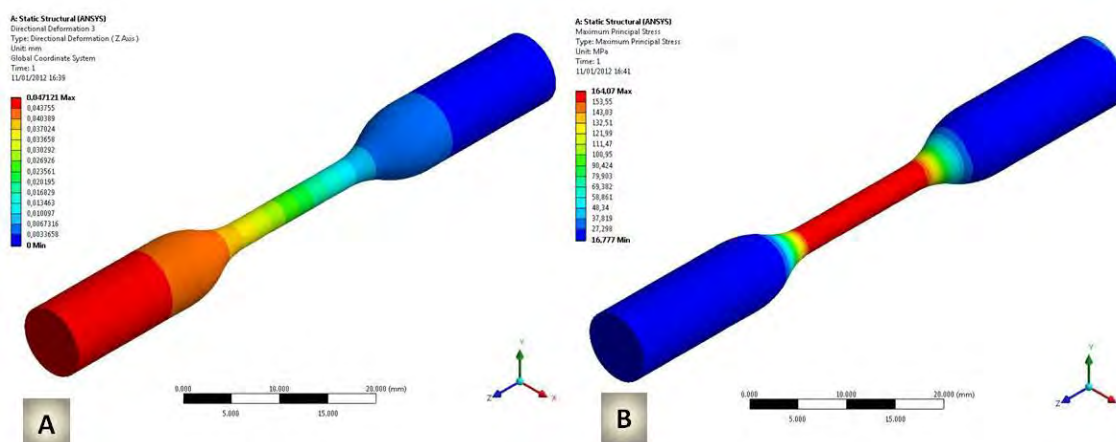 A: Static Structural (ANSYS)
Directional Deformation 3
Type: Directional Deformation ( Z Axis )
Unit: mm
Global Coordinate System
Time: 1
11/01/2012 16:39
0,047121 Max
0,043755
0,040389
0,037024
0,033658
0,030292
0,026926
0,023561
0,020195
0,016829
0,013463
0,010097
0,0067316
0,0033658
0 Min
0.000
10.000
20.000 (mm)
5.000
15.000
Y
Z
X
A
A: Static Structural (ANSYS)
Maximum Principal Stress
Type: Maximum Principal Stress
Unit: MPa
Time: 1
11/01/2012 16:41
164,07 Max
153,55
143,03
132,51
121,99
111,47
100,95
90,424
79,903
69,382
58,861
48,34
37,819
27,298
16,777 Min
0.000
10.000
20.000 (mm)
5.000
15.000
Y
Z
X
B